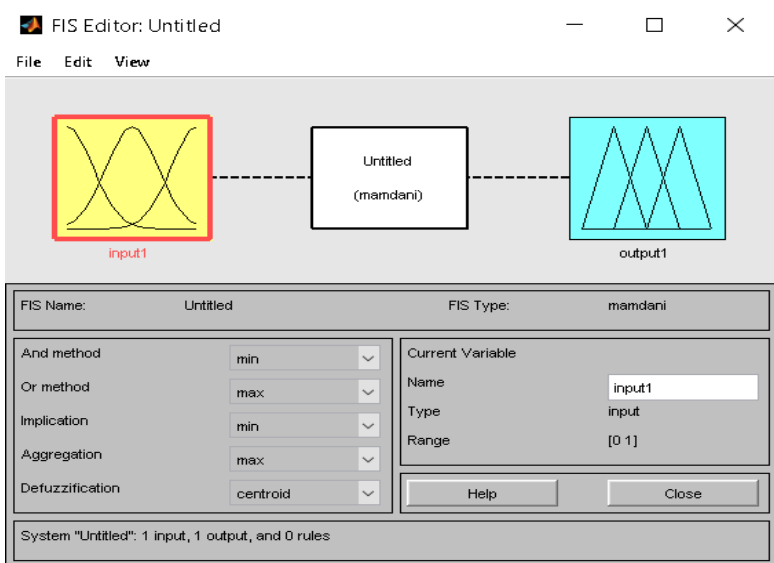 FIS Editor: Untitled
File Edit View
Untitled
(mamdani)
input1
output1
FIS Name: Untitled FIS Type: mamdani
And method min
Or method max
Implication min
Aggregation max
Defuzzification centroid
Current Variable
Name input1
Type input
Range [0 1]
Help Close
System "Untitled": 1 input, 1 output, and 0 rules